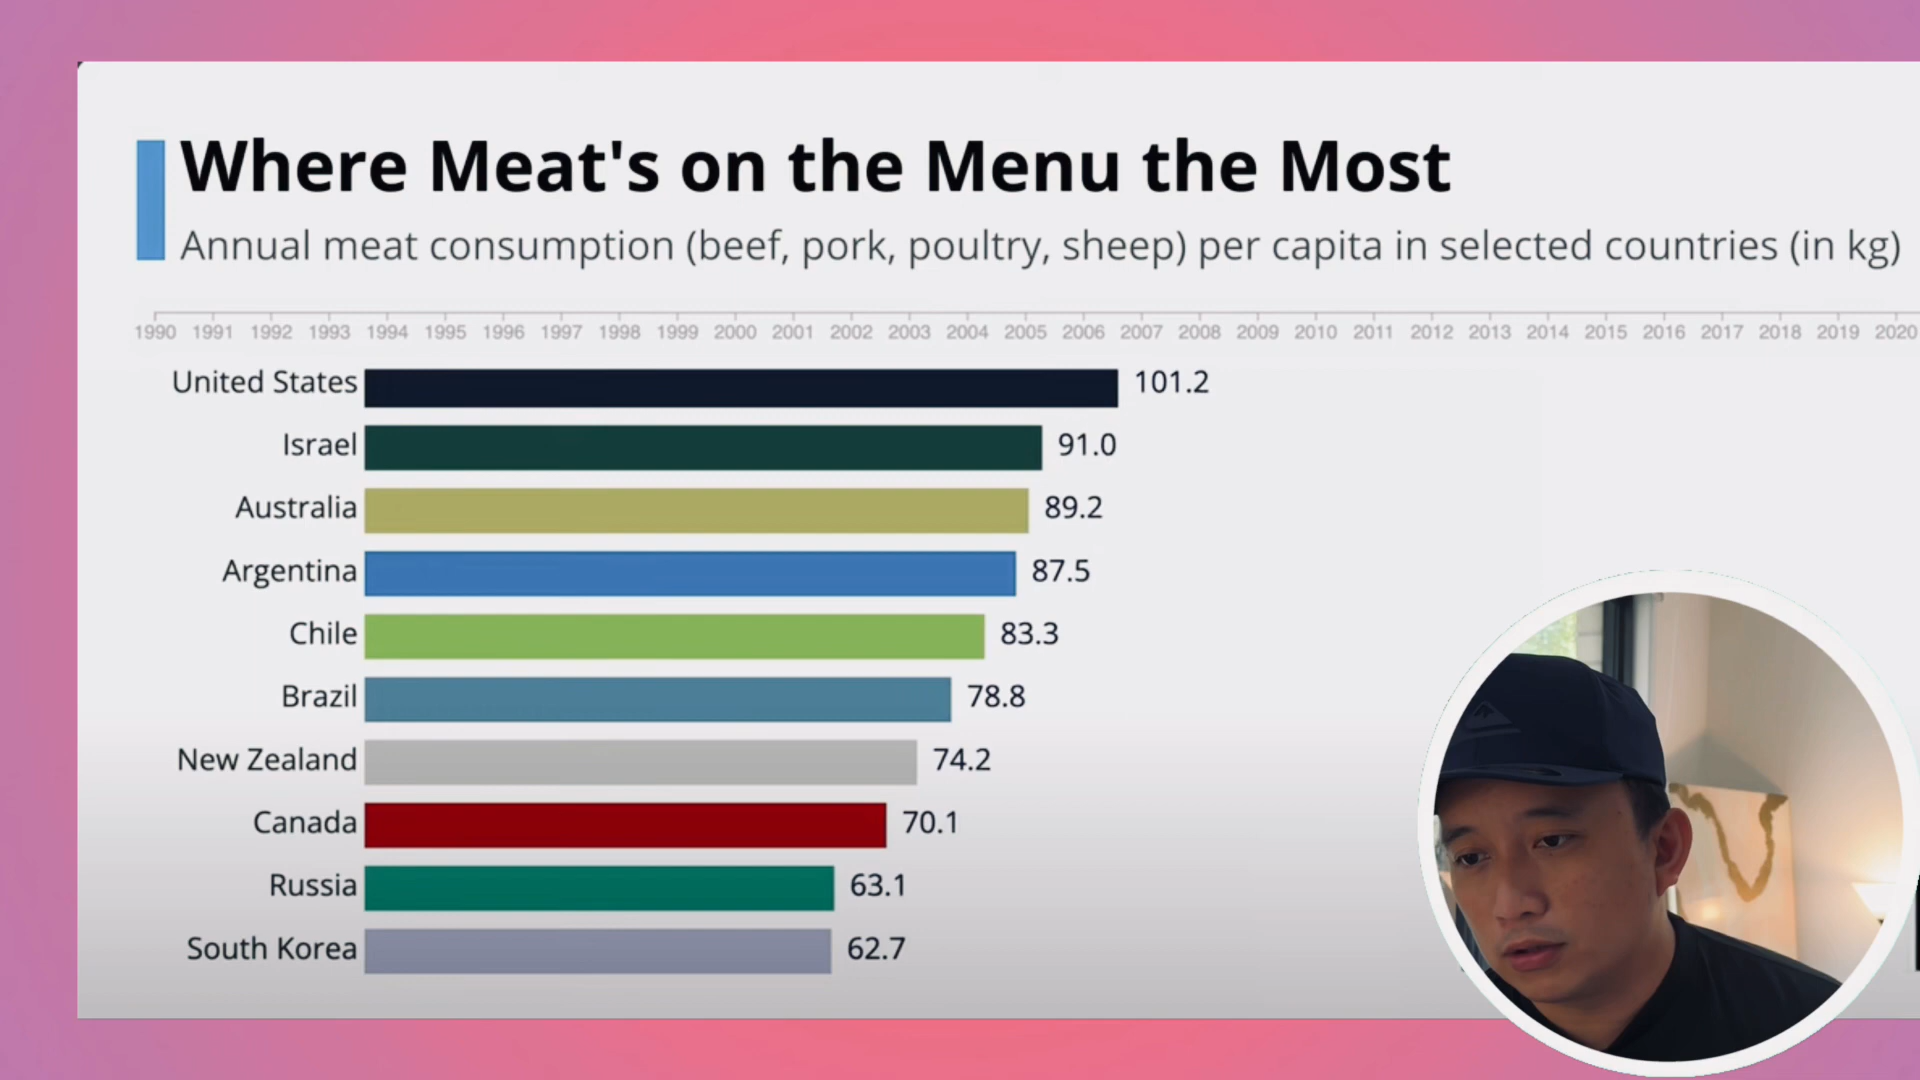 Where Meat's on the Menu the Most
Annual meat consumption (beef, pork, poultry, sheep) per capita in selected countries (in kg)
1990 1991 1992 1993 1994 1995 1996 1997 1998 1999 2000 2001 2002 2003 2004 2005 2006 2007 2008 2009 2010 2011 2012 2013 2014 2015 2016 2017 2018 2019 2020
United States 101.2
Israel 91.0
Australia 89.2
Argentina 87.5
Chile 83.3
Brazil 78.8
New Zealand 74.2
Canada 70.1
Russia 63.1
South Korea 62.7